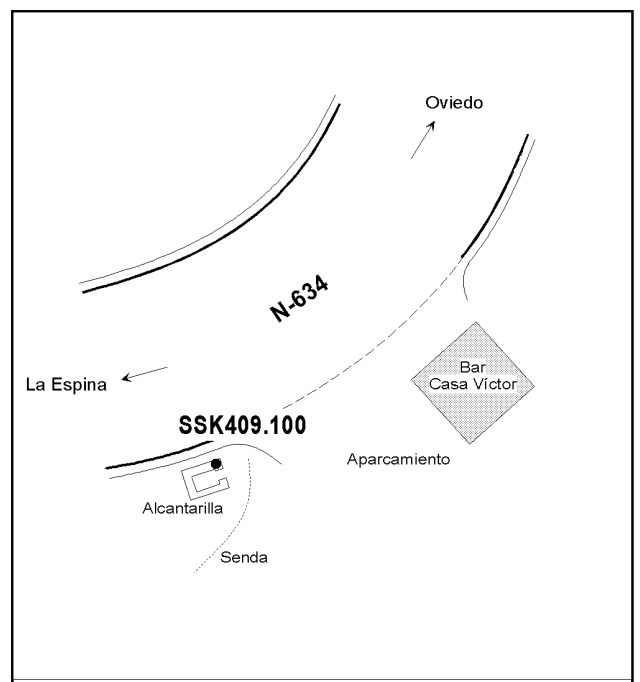 Oviedo
N-634
Bar
Casa Víctor
La Espina
SSK409.100
Aparcamiento
Alcantarilla
Senda